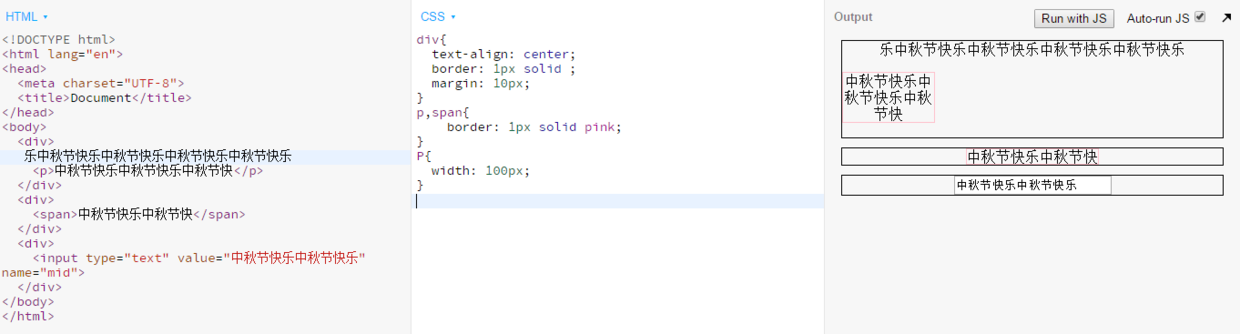 HTML
<!DOCTYPE html>
<html lang="en">
<head>
<meta charset="UTF-8">
<title>Document</title>
</head>
<body>
<div>
乐中秋节快乐中秋节快乐中秋节快乐中秋节快乐
<p>中秋节快乐中秋节快乐中秋节快</p>
</div>
<div>
<span>中秋节快乐中秋节快</span>
</div>
<div>
<input type="text" value="中秋节快乐中秋节快乐"
name="mid">
</div>
</body>
</html>
CSS
div{
text-align: center;
border: 1px solid ;
margin: 10px;
}
p,span{
border: 1px solid pink;
}
P{
width: 100px;
}
Output
Run with JS
Auto-run JS
乐中秋节快乐中秋节快乐中秋节快乐中秋节快乐
中秋节快乐中
秋节快乐中秋
节快
中秋节快乐中秋节快
中秋节快乐中秋节快乐